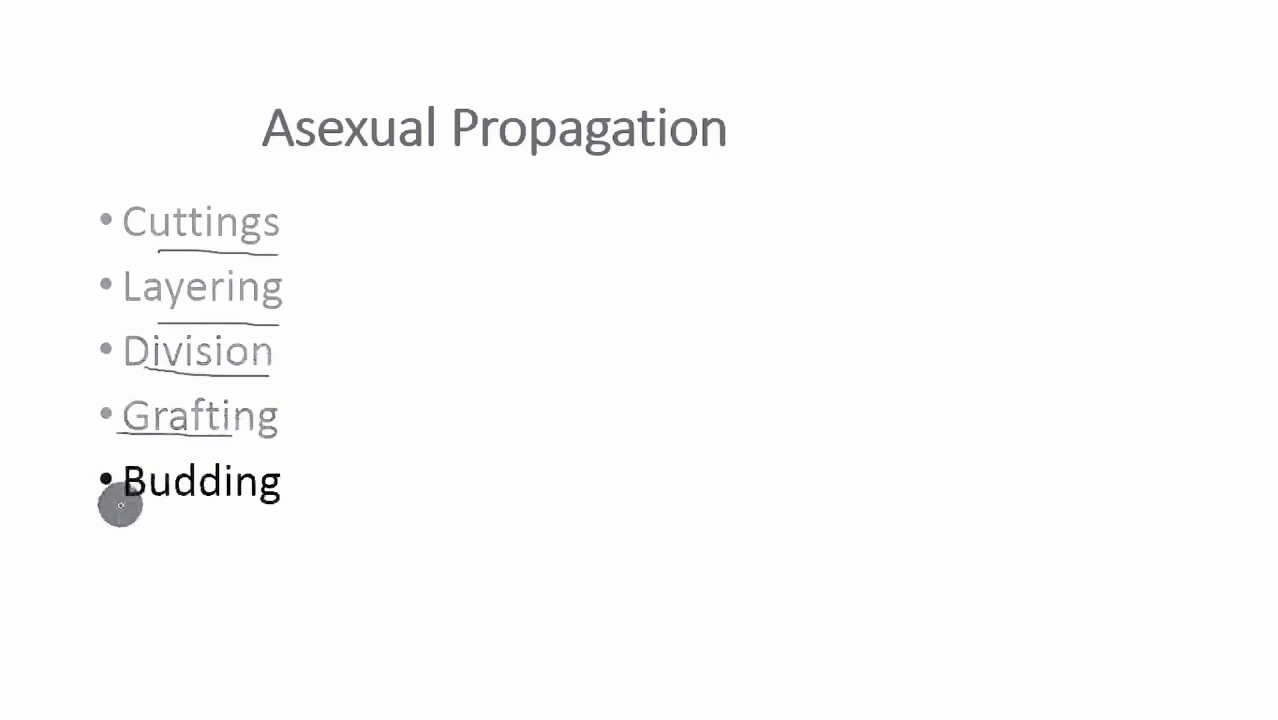 Asexual Propagation
• Cuttings
• Layering
• Division
• Grafting
• Budding